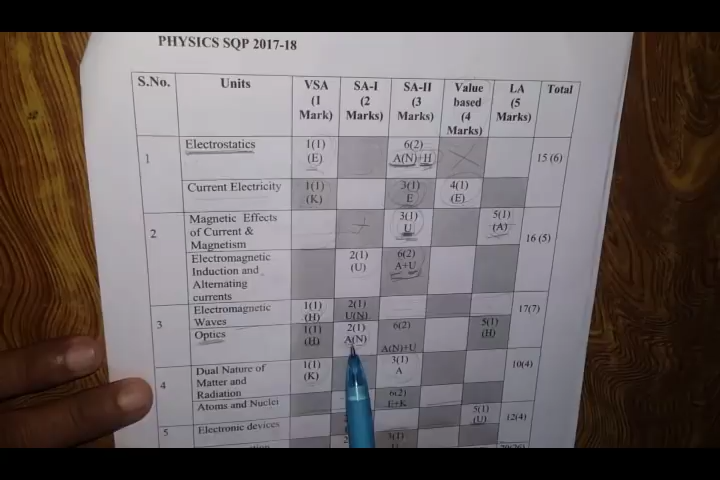 PHYSICS SQP 2017-18
S.No. Units VSA (1 Mark) SA-I (2 Marks) SA-II (3 Marks) Value based (4 Marks) LA (5 Marks) Total
1 Electrostatics 1(1) (E) 6(2) A(N)+H 15 (6)
Current Electricity 1(1) (K) 3(1) E 4(1) (E)
2 Magnetic Effects of Current & Magnetism 3(1) U 5(1) (A) 16 (5)
Electromagnetic Induction and Alternating currents 2(1) (U) 6(2) A+U
3 Electromagnetic Waves 1(1) (H) 2(1) U(N) 17(7)
Optics 1(1) (H) 2(1) A(N) 6(2) A(N)+U 5(1) (H)
4 Dual Nature of Matter and Radiation 1(1) (K) 3(1) A 10(4)
Atoms and Nuclei 6(2) E+K
5 Electronic devices 5(1) (U) 12(4)
3(1)